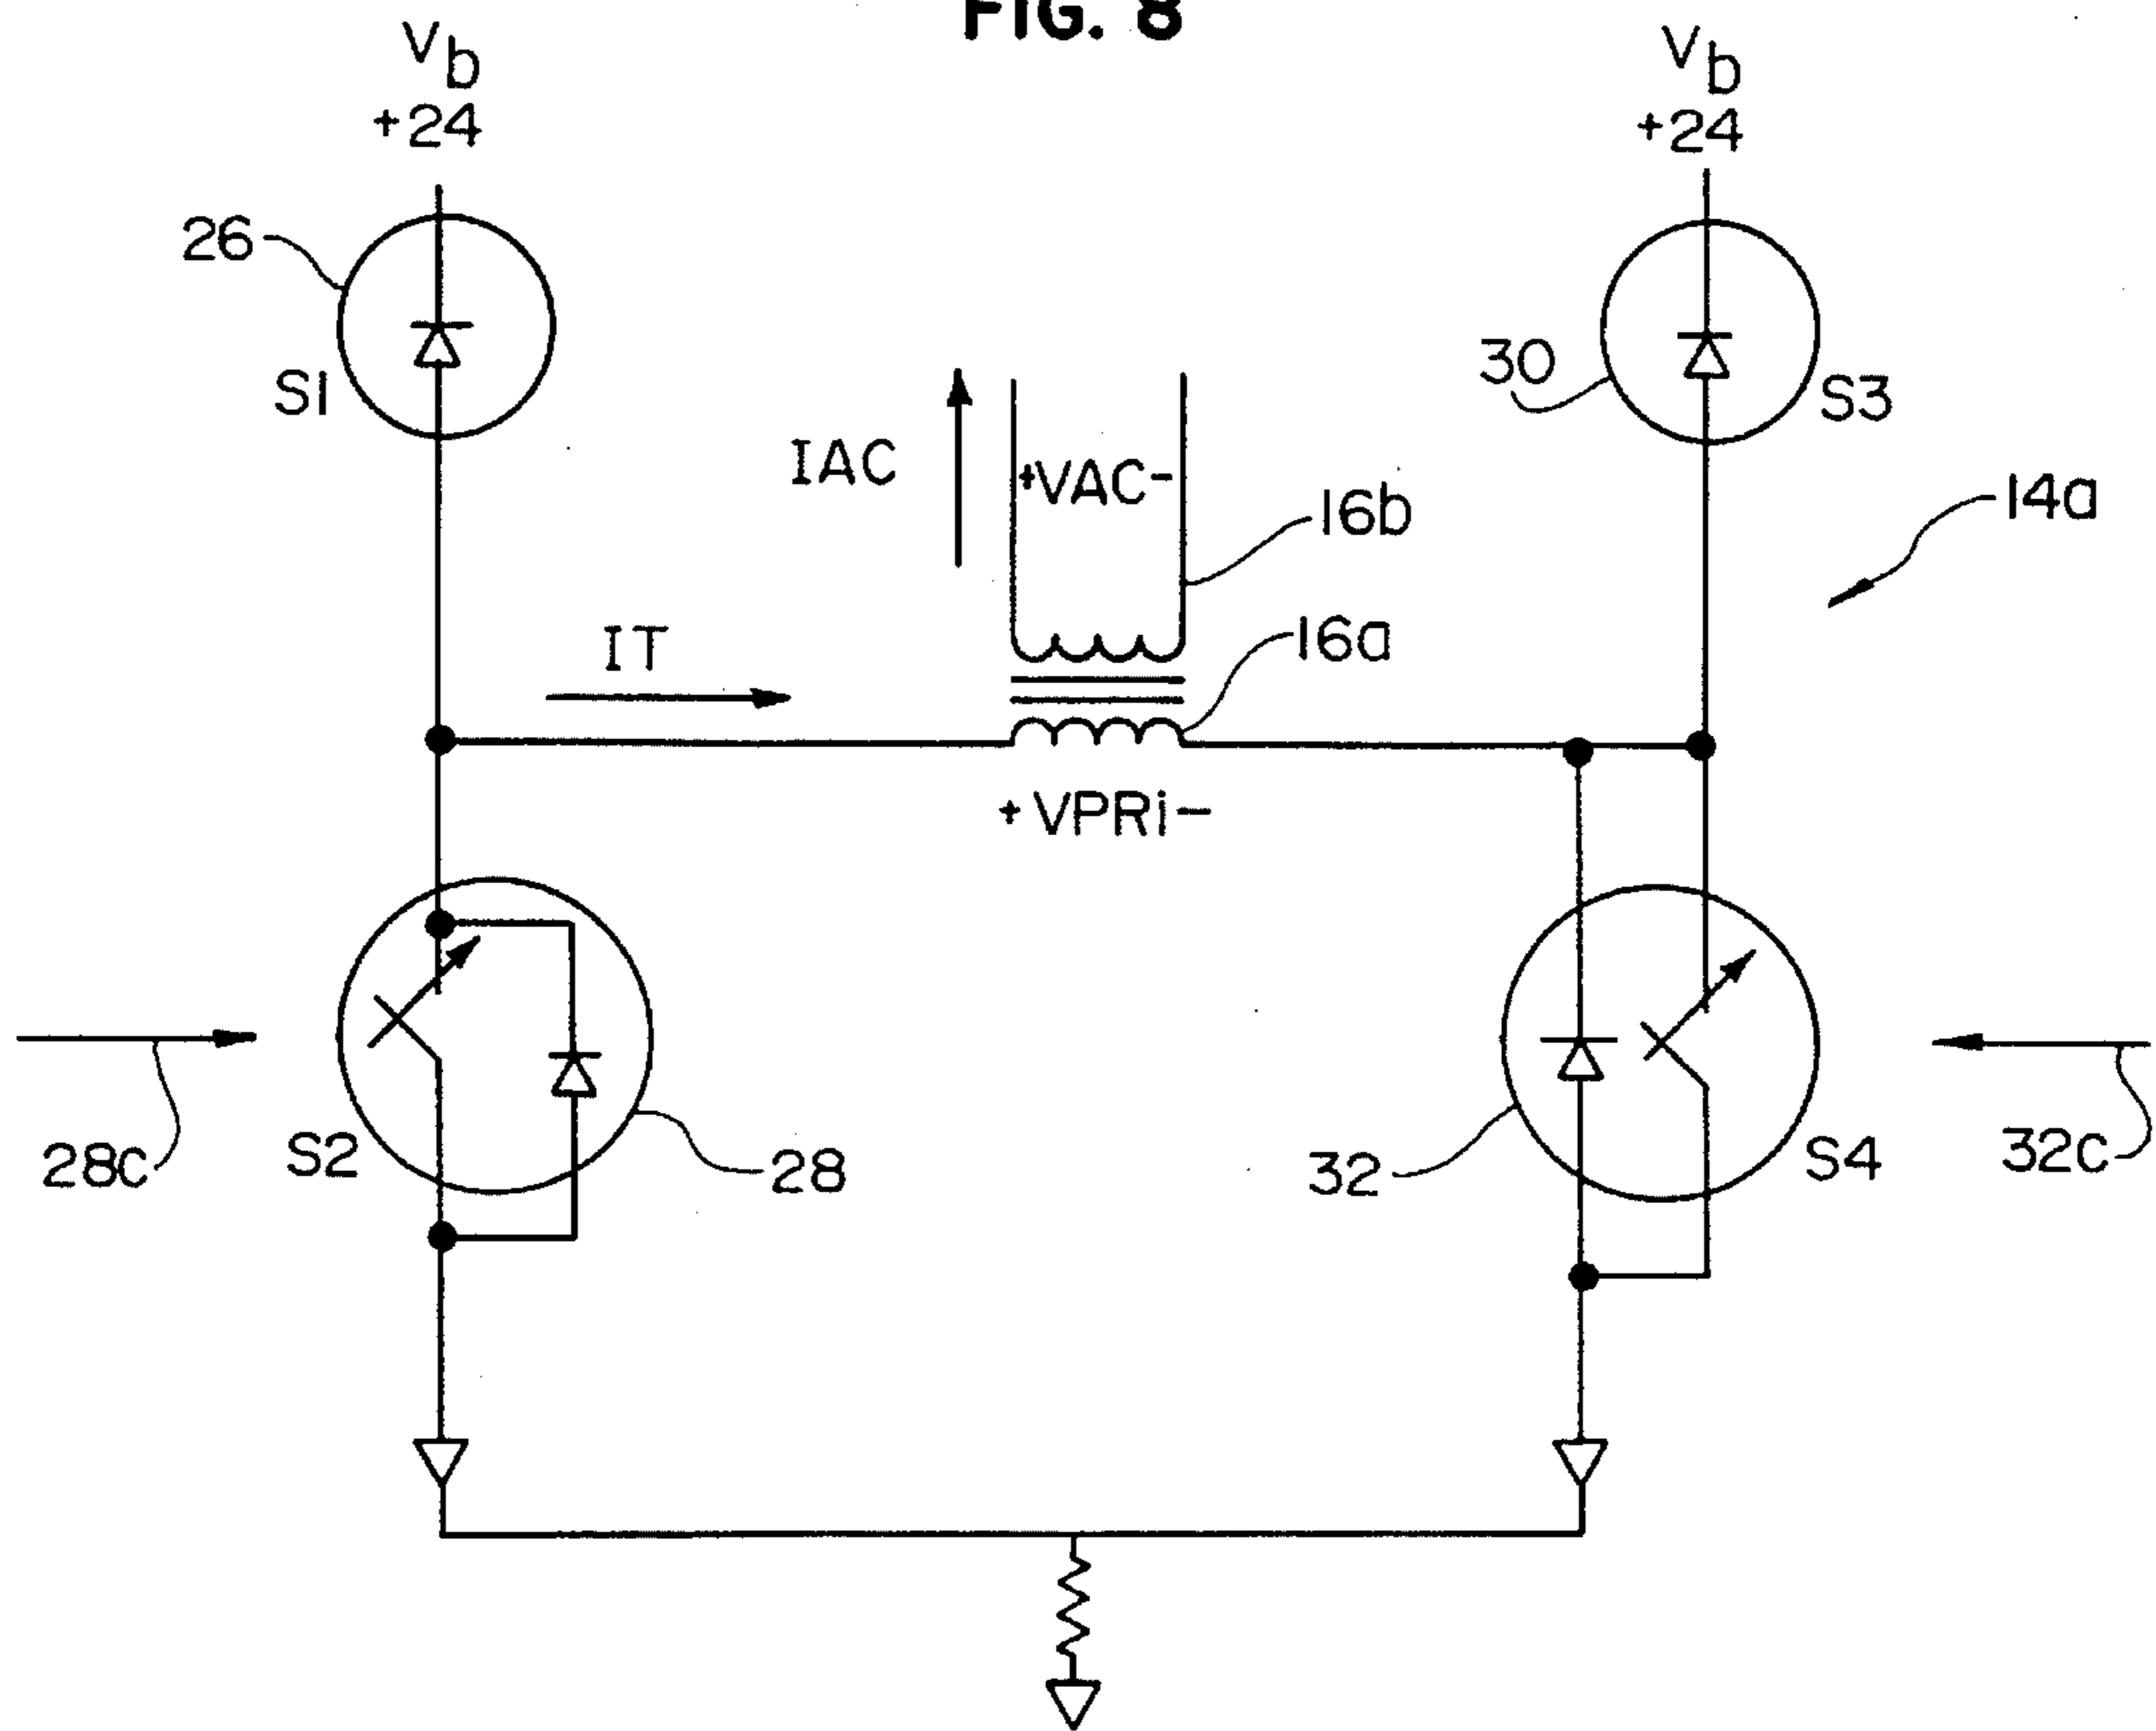 FIG. 8
Vb
+24
Vb
+24
26
S1
30
S3
IAC
+VAC-
16b
14a
IT
16a
+VPRi-
28C
S2
28
32
S4
32C